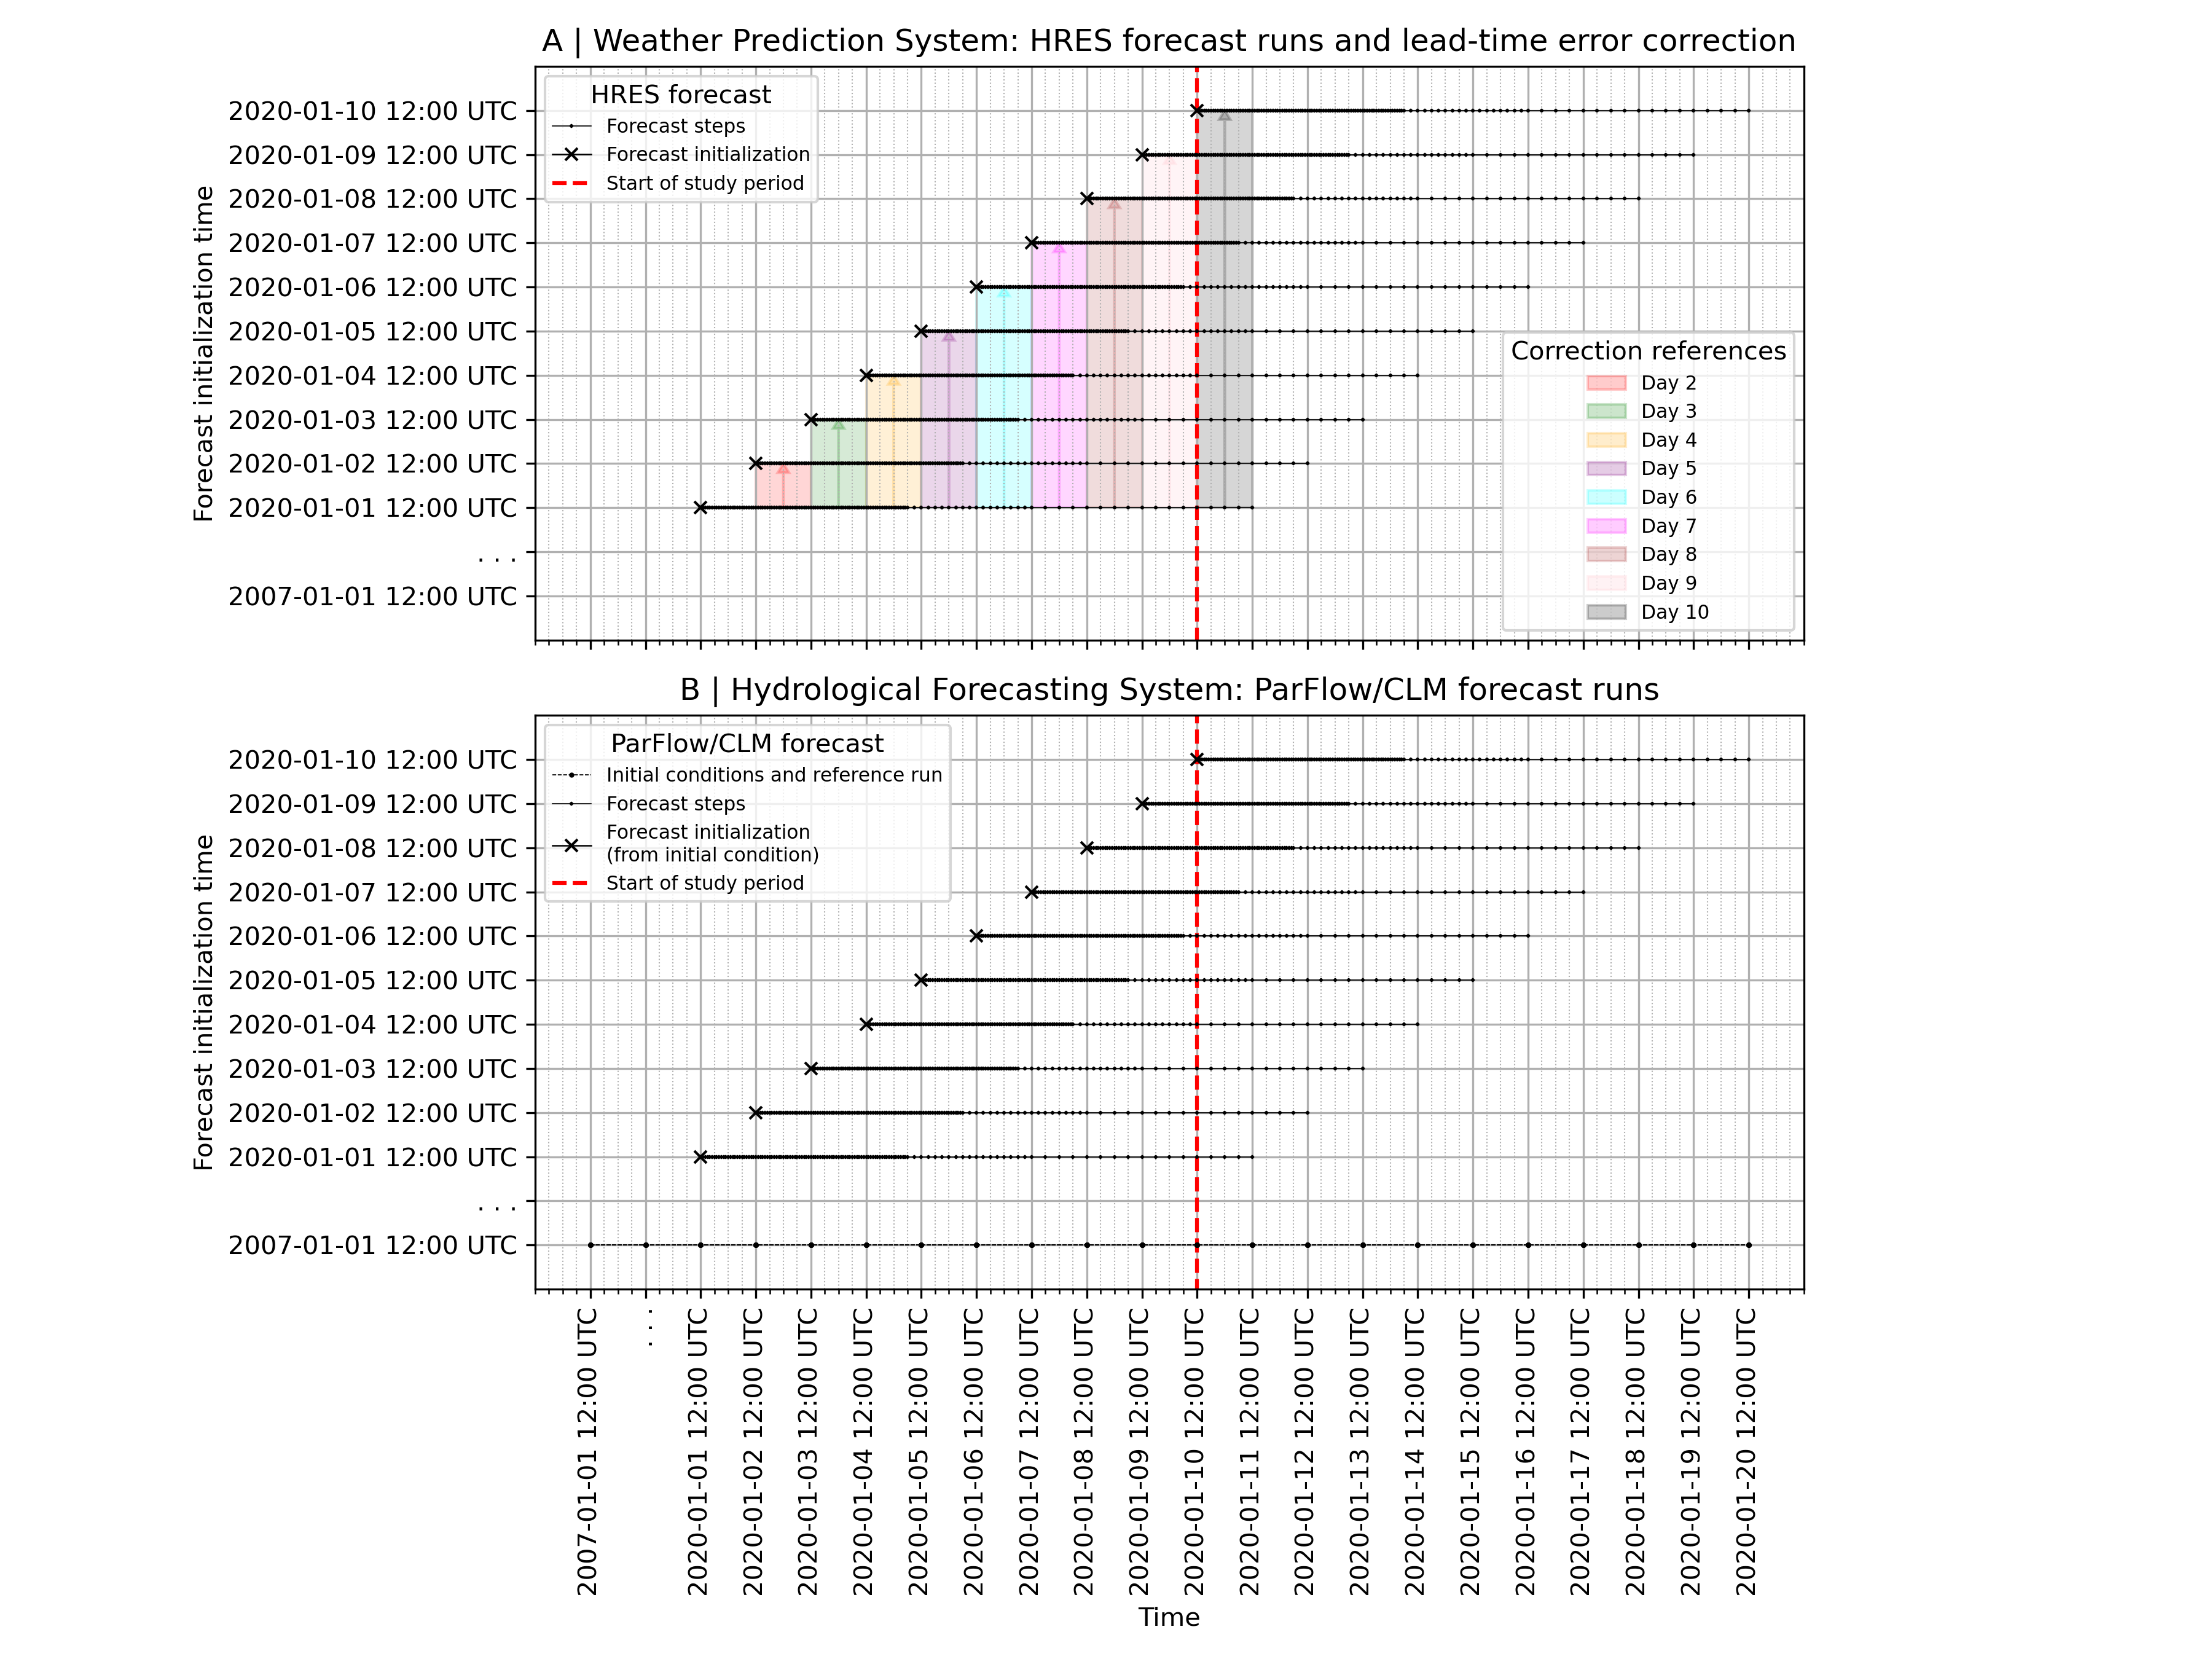 A | Weather Prediction System: HRES forecast runs and lead-time error correction
HRES forecast
Forecast steps
Forecast initialization
Start of study period
Forecast initialization time
2020-01-10 12:00 UTC
2020-01-09 12:00 UTC
2020-01-08 12:00 UTC
2020-01-07 12:00 UTC
2020-01-06 12:00 UTC
2020-01-05 12:00 UTC
2020-01-04 12:00 UTC
2020-01-03 12:00 UTC
2020-01-02 12:00 UTC
2020-01-01 12:00 UTC
. . .
2007-01-01 12:00 UTC
Correction references
Day 2
Day 3
Day 4
Day 5
Day 6
Day 7
Day 8
Day 9
Day 10
B | Hydrological Forecasting System: ParFlow/CLM forecast runs
ParFlow/CLM forecast
Initial conditions and reference run
Forecast steps
Forecast initialization
(from initial condition)
Start of study period
Forecast initialization time
2020-01-10 12:00 UTC
2020-01-09 12:00 UTC
2020-01-08 12:00 UTC
2020-01-07 12:00 UTC
2020-01-06 12:00 UTC
2020-01-05 12:00 UTC
2020-01-04 12:00 UTC
2020-01-03 12:00 UTC
2020-01-02 12:00 UTC
2020-01-01 12:00 UTC
. . .
2007-01-01 12:00 UTC
2007-01-01 12:00 UTC
. . .
2020-01-01 12:00 UTC
2020-01-02 12:00 UTC
2020-01-03 12:00 UTC
2020-01-04 12:00 UTC
2020-01-05 12:00 UTC
2020-01-06 12:00 UTC
2020-01-07 12:00 UTC
2020-01-08 12:00 UTC
2020-01-09 12:00 UTC
2020-01-10 12:00 UTC
2020-01-11 12:00 UTC
2020-01-12 12:00 UTC
2020-01-13 12:00 UTC
2020-01-14 12:00 UTC
2020-01-15 12:00 UTC
2020-01-16 12:00 UTC
2020-01-17 12:00 UTC
2020-01-18 12:00 UTC
2020-01-19 12:00 UTC
2020-01-20 12:00 UTC
Time